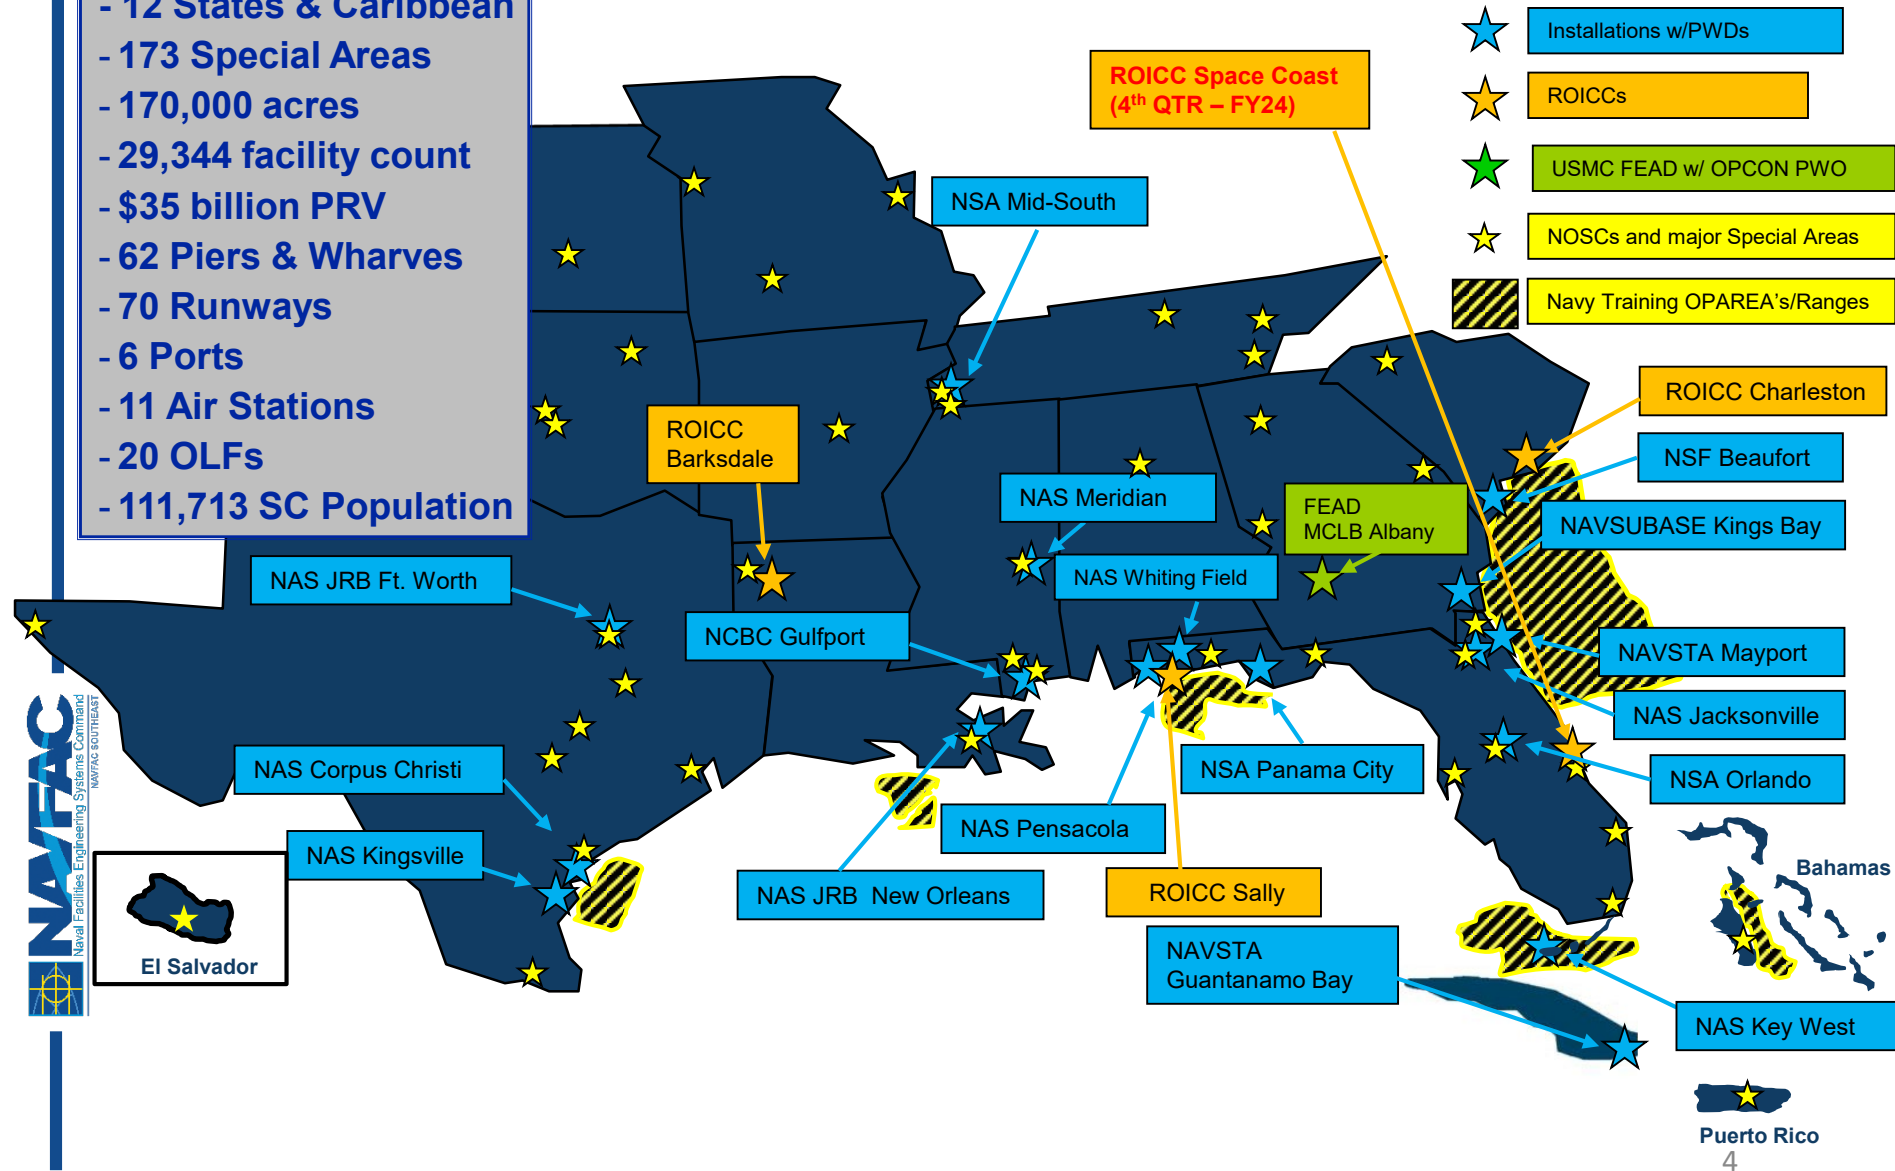 - 12 States & Caribbean
- 173 Special Areas
- 170,000 acres
- 29,344 facility count
- $35 billion PRV
- 62 Piers & Wharves
- 70 Runways
- 6 Ports
- 11 Air Stations
- 20 OLFs
- 111,713 SC Population
Installations w/PWDs
ROICCs
USMC FEAD w/ OPCON PWO
NOSCs and major Special Areas
Navy Training OPAREA's/Ranges
ROICC Space Coast
(4th QTR – FY24)
NSA Mid-South
ROICC Charleston
ROICC
Barksdale
NSF Beaufort
NAS Meridian
FEAD
MCLB Albany
NAVSUBASE Kings Bay
NAS JRB Ft. Worth
NAS Whiting Field
NCBC Gulfport
NAVSTA Mayport
NAS Jacksonville
NAS Corpus Christi
NSA Panama City
NSA Orlando
NAS Pensacola
NAS Kingsville
NAS JRB New Orleans
ROICC Sally
Bahamas
NAVSTA
Guantanamo Bay
El Salvador
NAS Key West
Puerto Rico
4
NAVFAC
Naval Facilities Engineering Systems Command
NAVFAC SOUTHEAST